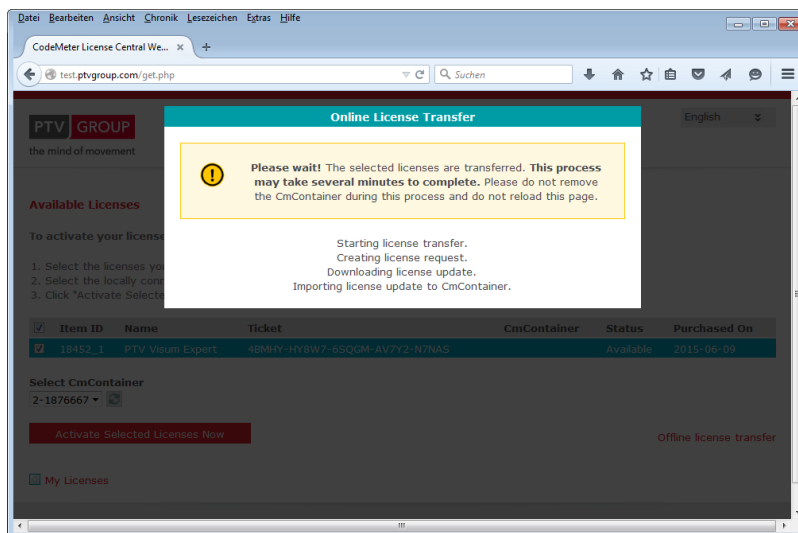 Datei Bearbeiten Ansicht Chronik Lesezeichen Extras Hilfe
CodeMeter License Central We... × +
test.ptvgroup.com/get.php Suchen
PTV GROUP English
the mind of movement
Online License Transfer
Please wait! The selected licenses are transferred. This process
may take several minutes to complete. Please do not remove
the CmContainer during this process and do not reload this page.
Starting license transfer.
Creating license request.
Downloading license update.
Importing license update to CmContainer.
Available Licenses
To activate your license
1. Select the licenses you
2. Select the locally conn
3. Click "Activate Selecte
Item ID Name Ticket CmContainer Status Purchased On
18452_1 PTV Visum Expert 4BMHY-HY8W7-6SQGM-AV7Y2-N7NAS Available 2015-06-09
Select CmContainer
2-1876667
Activate Selected Licenses Now
Offline license transfer
My Licenses